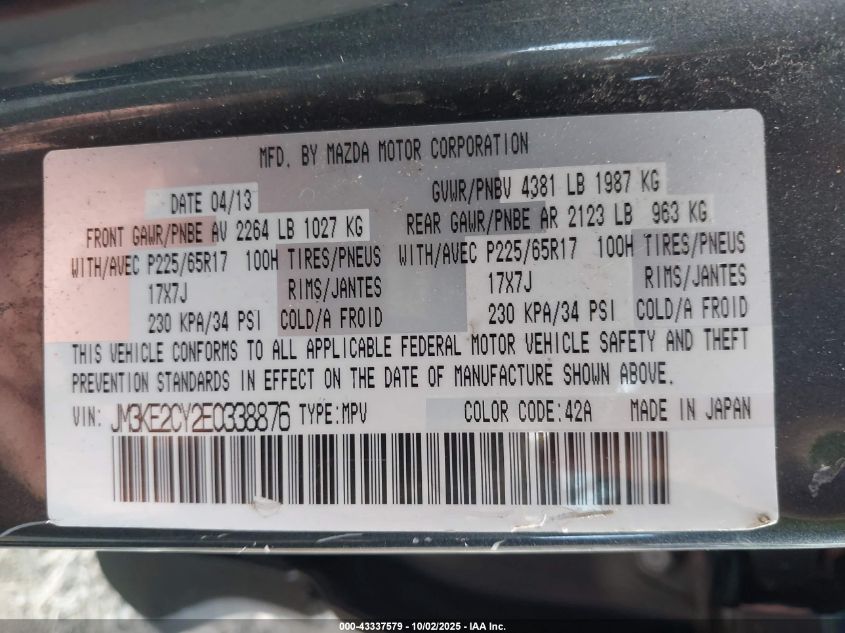 MFD. BY MAZDA MOTOR CORPORATION
DATE 04/13 GVWR/PNBV 4381 LB 1987 KG
FRONT GAWR/PNBE AV 2264 LB 1027 KG REAR GAWR/PNBE AR 2123 LB 963 KG
WITH/AVEC P225/65R17 100H TIRES/PNEUS WITH/AVEC P225/65R17 100H TIRES/PNEUS
17X7J RIMS/JANTES 17X7J RIMS/JANTES
230 KPA/34 PSI COLD/A FROID 230 KPA/34 PSI COLD/A FROID
THIS VEHICLE CONFORMS TO ALL APPLICABLE FEDERAL MOTOR VEHICLE SAFETY AND THEFT
PREVENTION STANDARDS IN EFFECT ON THE DATE OF MANUFACTURE SHOWN ABOVE.
VIN: JM3KE2CY2E0338876 TYPE:MPV COLOR CODE:42A MADE IN JAPAN
000-43337579 - 10/02/2025 - IAA Inc.